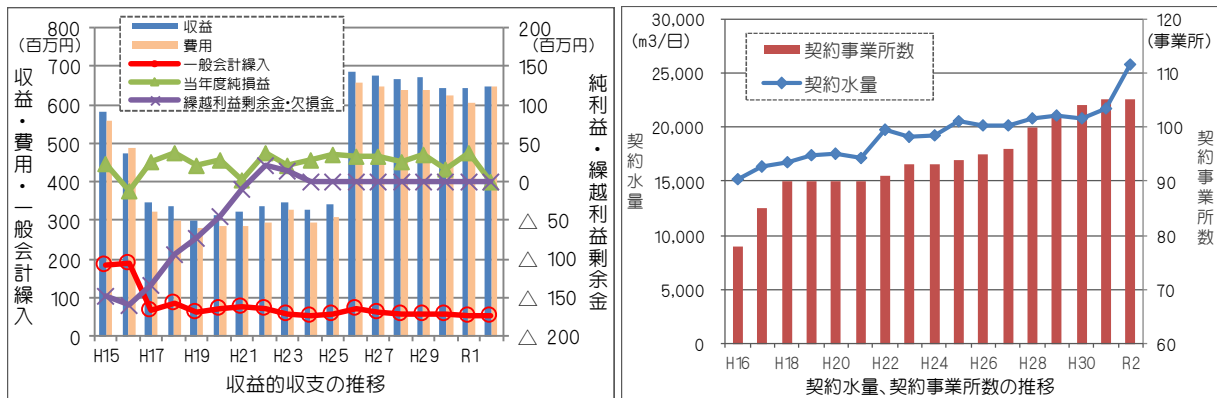 800
（百万円）
700
600
500
400
300
200
100
0
収益・費用・一般会計繰入
収益
費用
一般会計繰入
当年度純損益
繰越利益剰余金・欠損金
200
（百万円）
150
100
50
0
△ 50
△ 100
△ 150
△ 200
純利益・繰越利益剰余金
H15 H17 H19 H21 H23 H25 H27 H29 R1
収益的収支の推移
30,000
(m3/日)
25,000
20,000
15,000
10,000
5,000
0
契約水量
契約事業所数
契約水量
120
(事業所)
110
100
90
80
70
60
契約事業所数
H16 H18 H20 H22 H24 H26 H28 H30 R2
契約水量、契約事業所数の推移